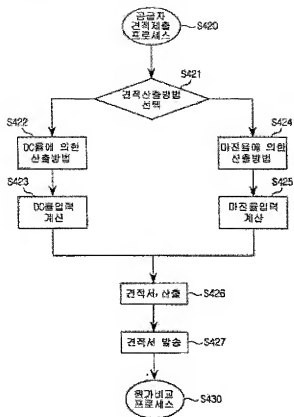 공급자
견적제출
프로세스
S420
견적산출방법
선택
S421
S422
DC율에 의한
산출방법
S424
마진율에 의한
산출방법
S423
DC율입력
계산
S425
마진율입력
계산
견적서 산출
S426
견적서 발송
S427
원가비교
프로세스
S430